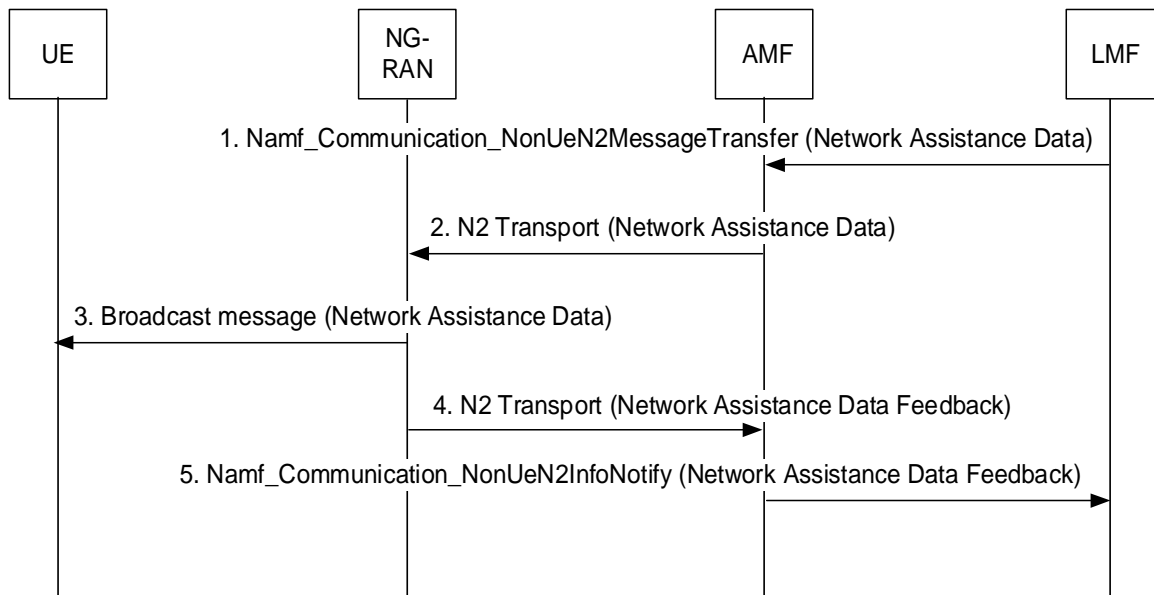 UE
NG-
RAN
AMF
LMF
1. Namf_Communication_NonUeN2MessageTransfer (Network Assistance Data)
2. N2 Transport (Network Assistance Data)
3. Broadcast message (Network Assistance Data)
4. N2 Transport (Network Assistance Data Feedback)
5. Namf_Communication_NonUeN2InfoNotify (Network Assistance Data Feedback)